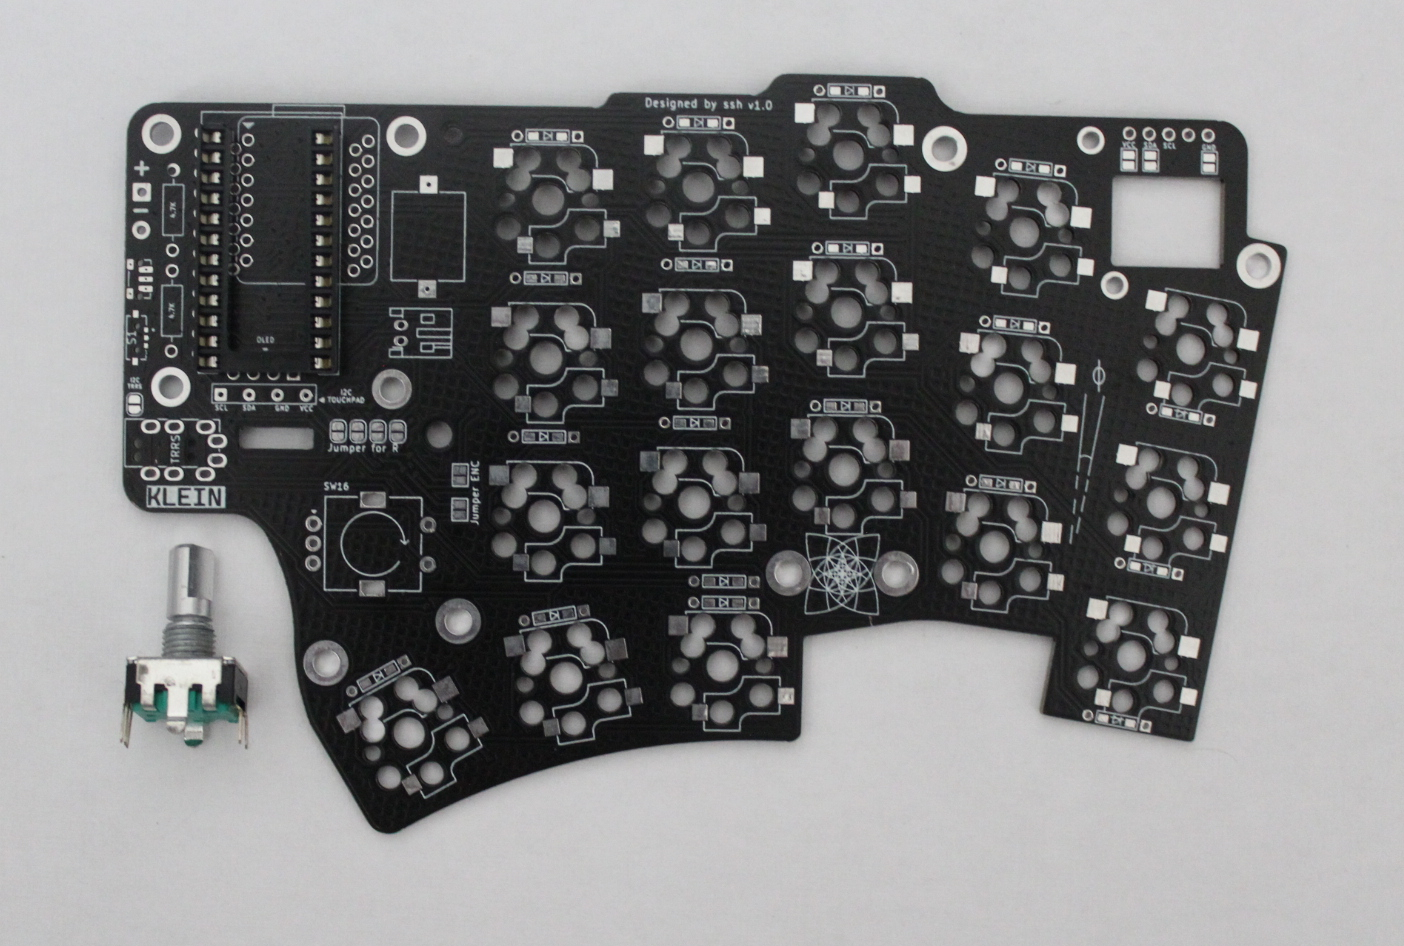 Designed by ssh v1.0
VCC SDA SCL GND
+
4.7K
4.7K
S1
OLED
I2C
TRRS
SCL SDA GND VCC
I2C
TOUCHPAD
TRRS
Jumper for R
KLEIN
SW16
Jumper ENC